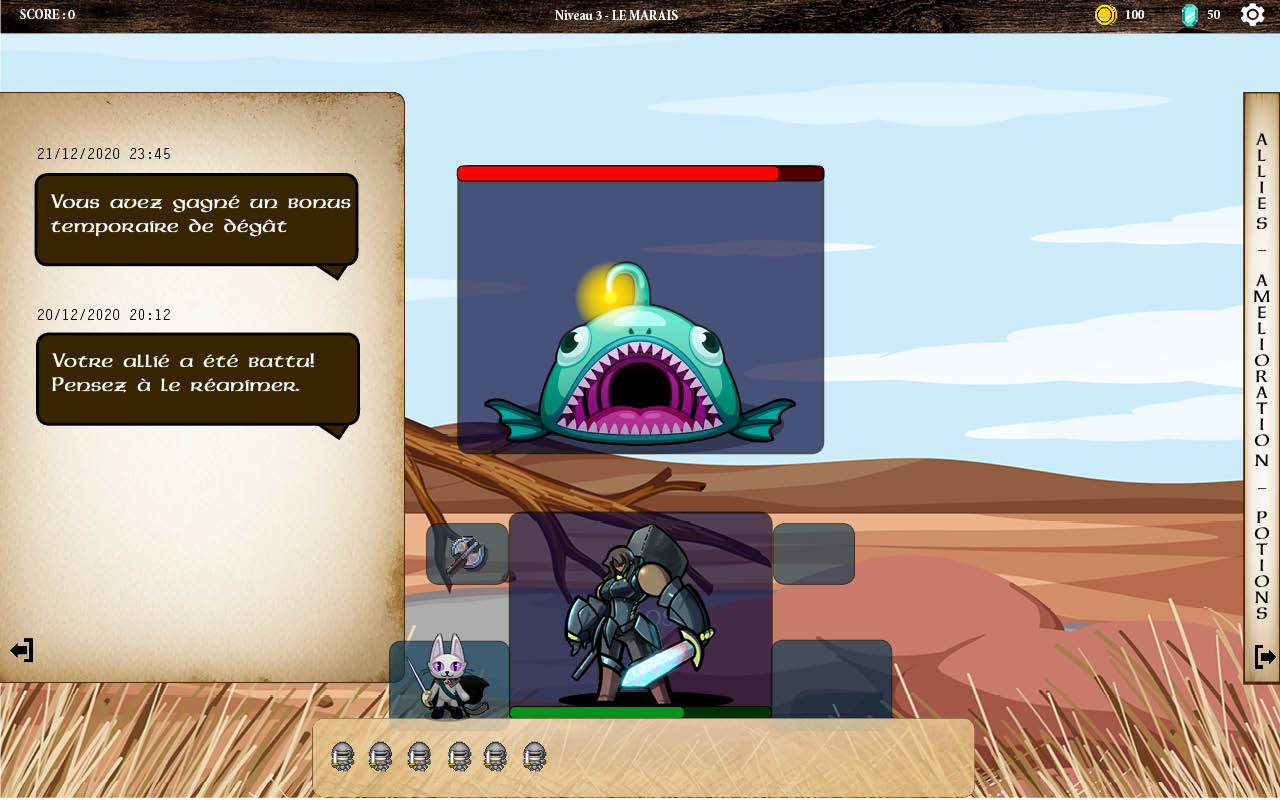 SCORE : 0
Niveau 3 - LE MARAIS
100
50
21/12/2020 23:45
Vous avez gagné un bonus
temporaire de dégât
20/12/2020 20:12
Votre allié a été battu!
Pensez à le réanimer.
ALLIES - AMELIORATION - POTIONS